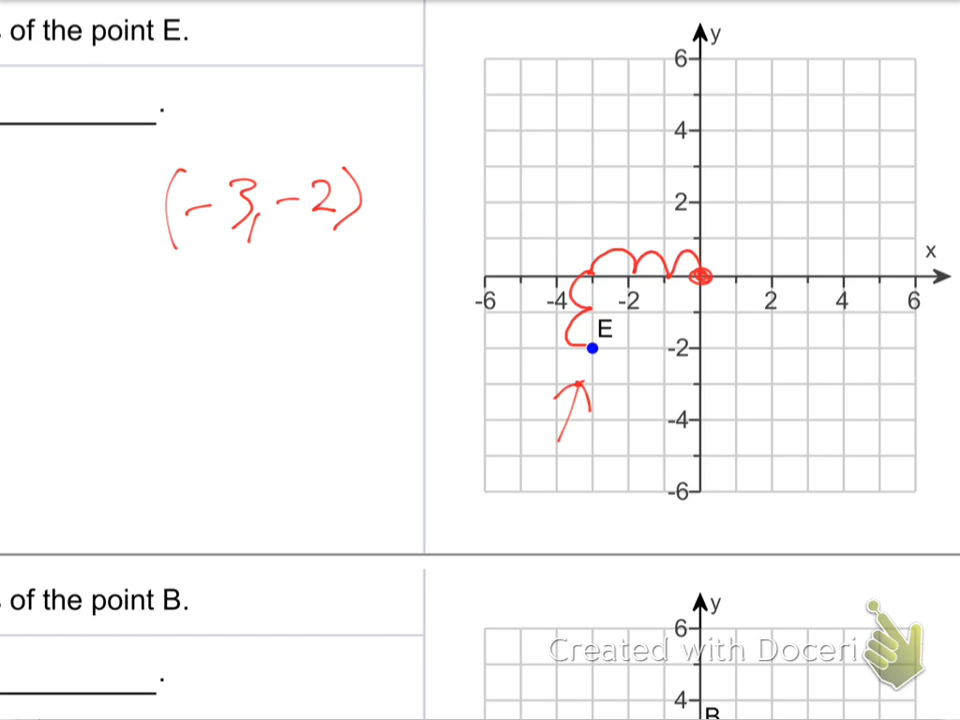 . of the point E.
y
6
.
4
(-3,-2)
2
x
-6 -4 -2 2 4 6
E
-2
-4
-6
. of the point B.
y
6
Created with Doceri
.
4
B